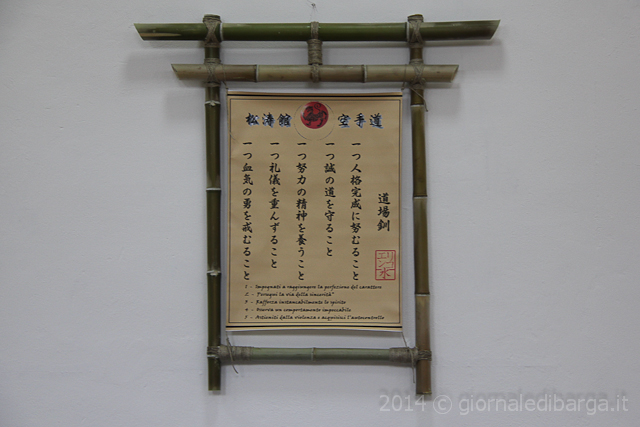 松涛館 空手道
道場釧
一つ人格完成に努むること
一つ誠の道を守ること
一つ努力の精神を養うこと
一つ礼儀を重んずること
一つ血気の勇を戒むること
1 - Impegnati a raggiungere la perfezione del carattere
2 - Persegui la via della sincerità"
3 - Rafforza instancabilmente lo spirito
4 - Osserva un comportamento impeccabile
5 - Astieniti dalla violenza e acquisisci l'autocontrollo
2014 © giornaledibarga.it